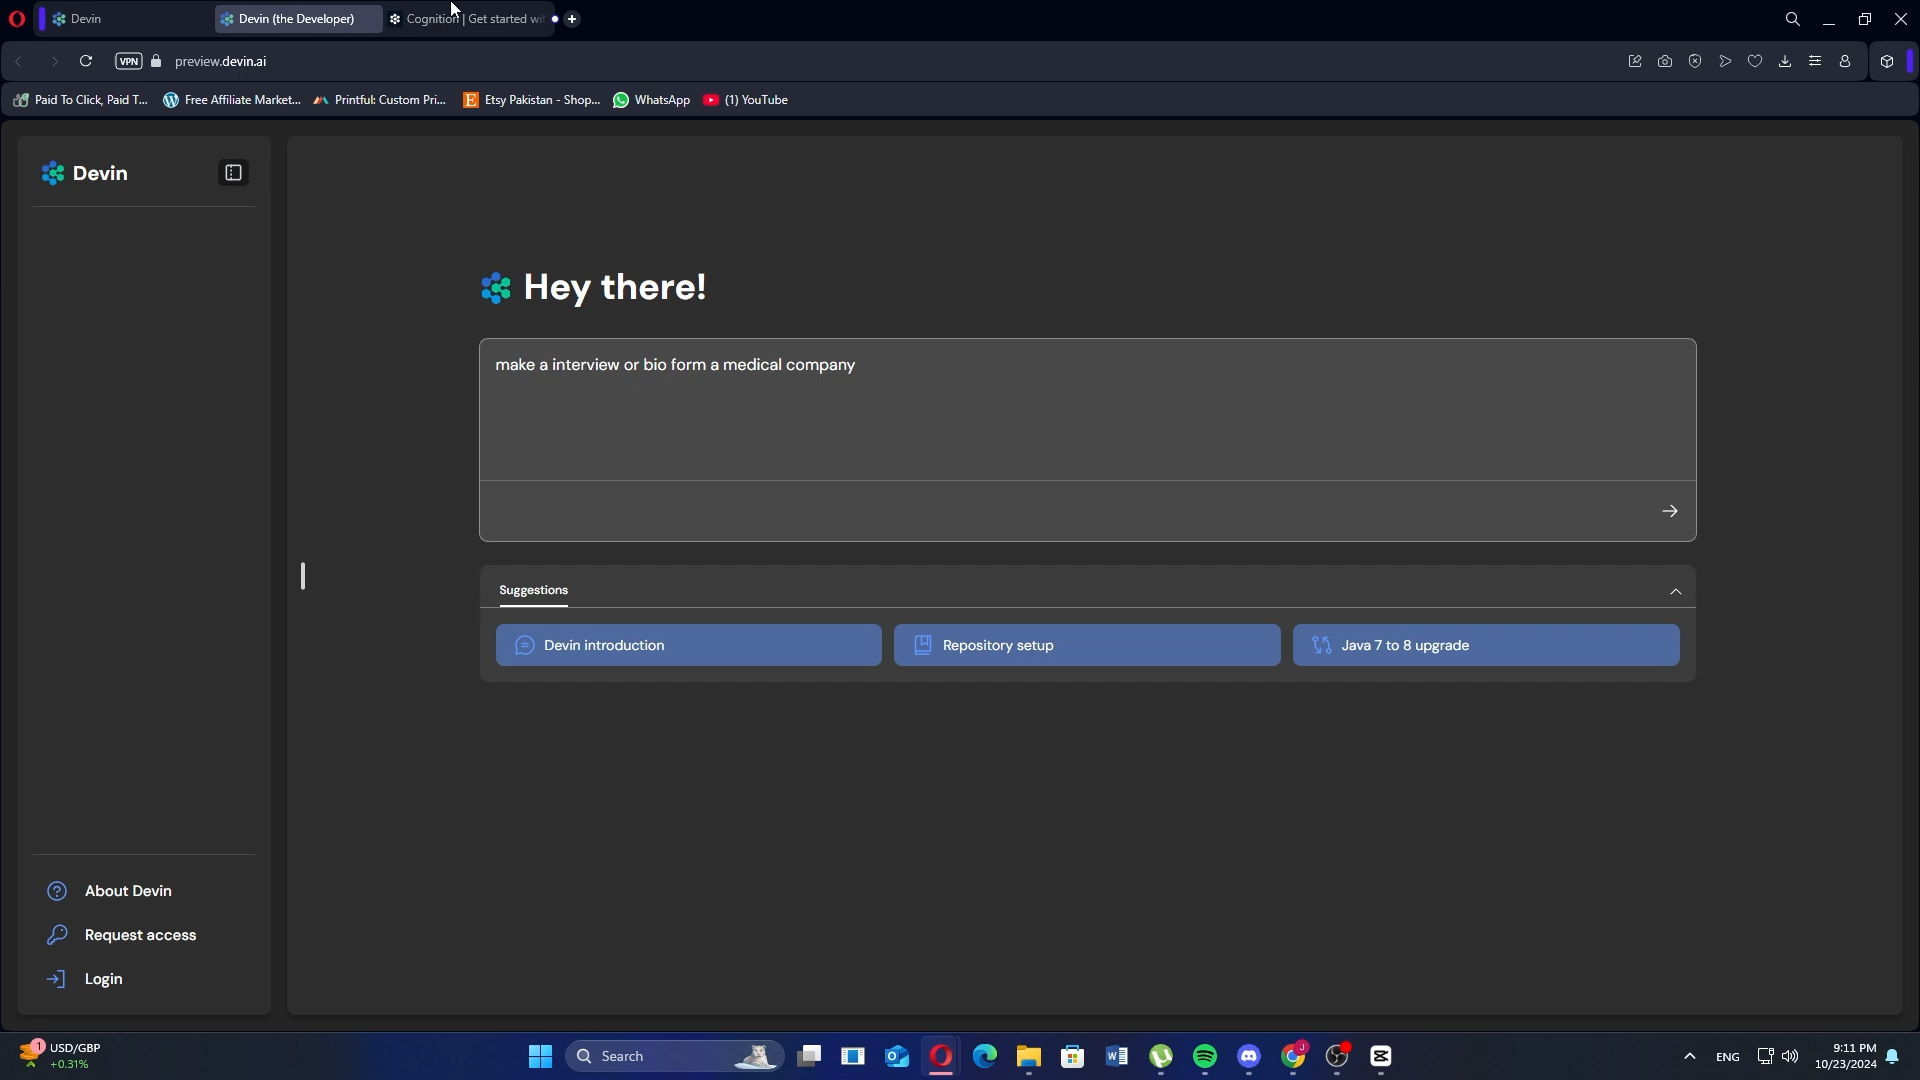 Devin
Devin (the Developer)
Cognition | Get started wit
VPN
preview.devin.ai
Paid To Click, Paid T...
Free Affiliate Market...
Printful: Custom Pri...
Etsy Pakistan - Shop...
WhatsApp
(1) YouTube
Devin
Hey there!
make a interview or bio form a medical company
Suggestions
Devin introduction
Repository setup
Java 7 to 8 upgrade
About Devin
Request access
Login
1
USD/GBP
+0.31%
Search
J
ENG
9:11 PM
10/23/2024